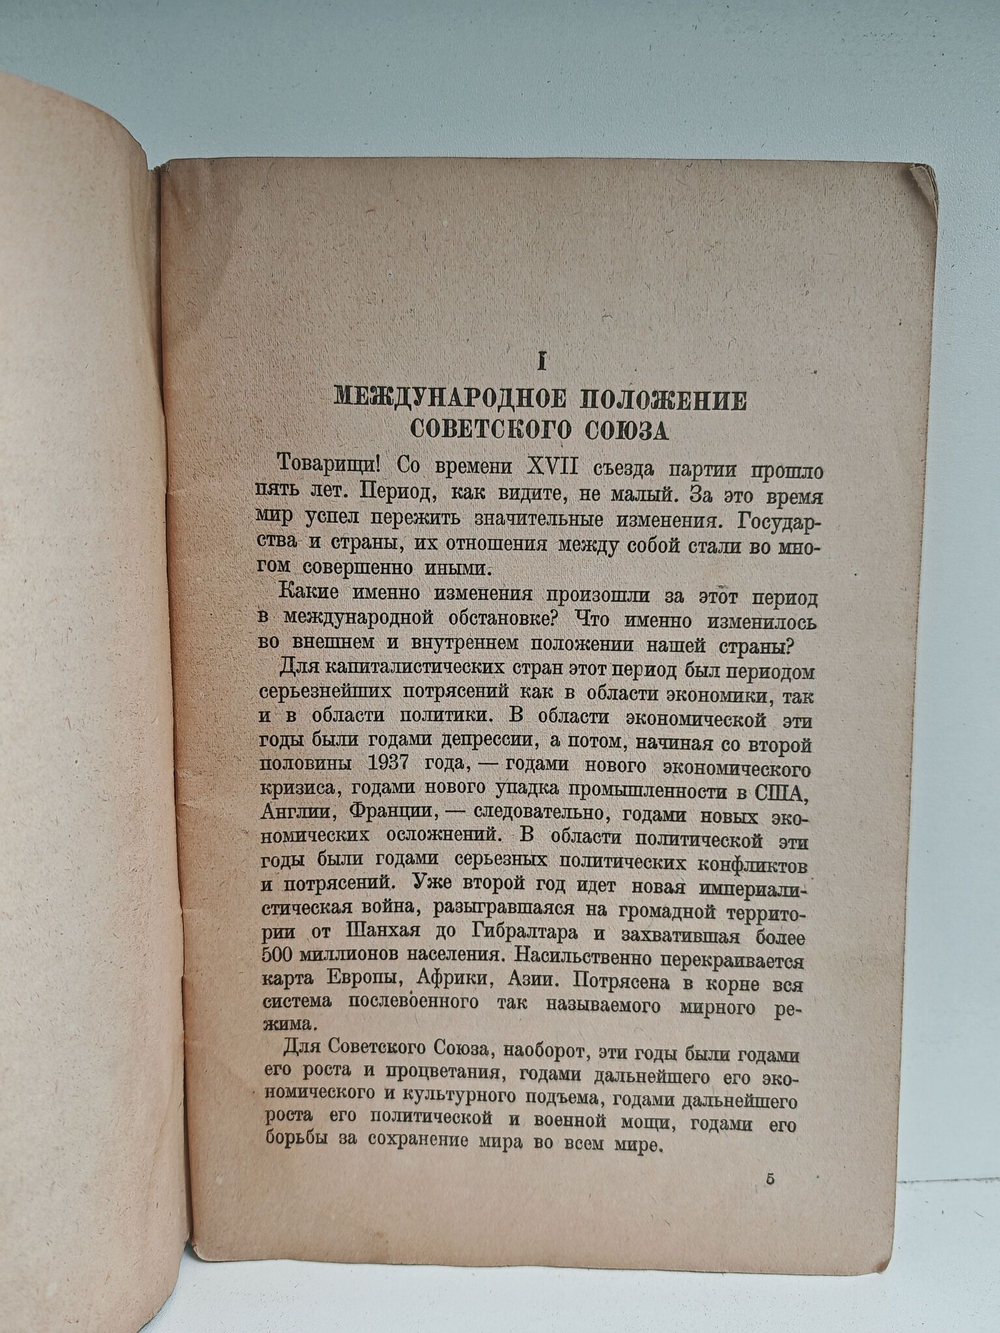 I
МЕЖДУНАРОДНОЕ ПОЛОЖЕНИЕ
СОВЕТСКОГО СОЮЗА
Товарищи! Со времени XVII съезда партии прошло
пять лет. Период, как видите, не малый. За это время
мир успел пережить значительные изменения. Государ-
ства и страны, их отношения между собой стали во мно-
гом совершенно иными.
Какие именно изменения произошли за этот период
в международной обстановке? Что именно изменилось
во внешнем и внутреннем положении нашей страны?
Для капиталистических стран этот период был периодом
серьезнейших потрясений как в области экономики, так
и в области политики. В области экономической эти
годы были годами депрессии, а потом, начиная со второй
половины 1937 года, — годами нового экономического
кризиса, годами нового упадка промышленности в США,
Англии, Франции, — следовательно, годами новых эко-
номических осложнений. В области политической эти
годы были годами серьезных политических конфликтов
и потрясений. Уже второй год идет новая империали-
стическая война, разыгравшаяся на громадной террито-
рии от Шанхая до Гибралтара и захватившая более
500 миллионов населения. Насильственно перекраивается
карта Европы, Африки, Азии. Потрясена в корне вся
система послевоенного так называемого мирного ре-
жима.
Для Советского Союза, наоборот, эти годы были годами
его роста и процветания, годами дальнейшего его эко-
номического и культурного подъема, годами дальнейшего
роста его политической и военной мощи, годами его
борьбы за сохранение мира во всем мире.
5